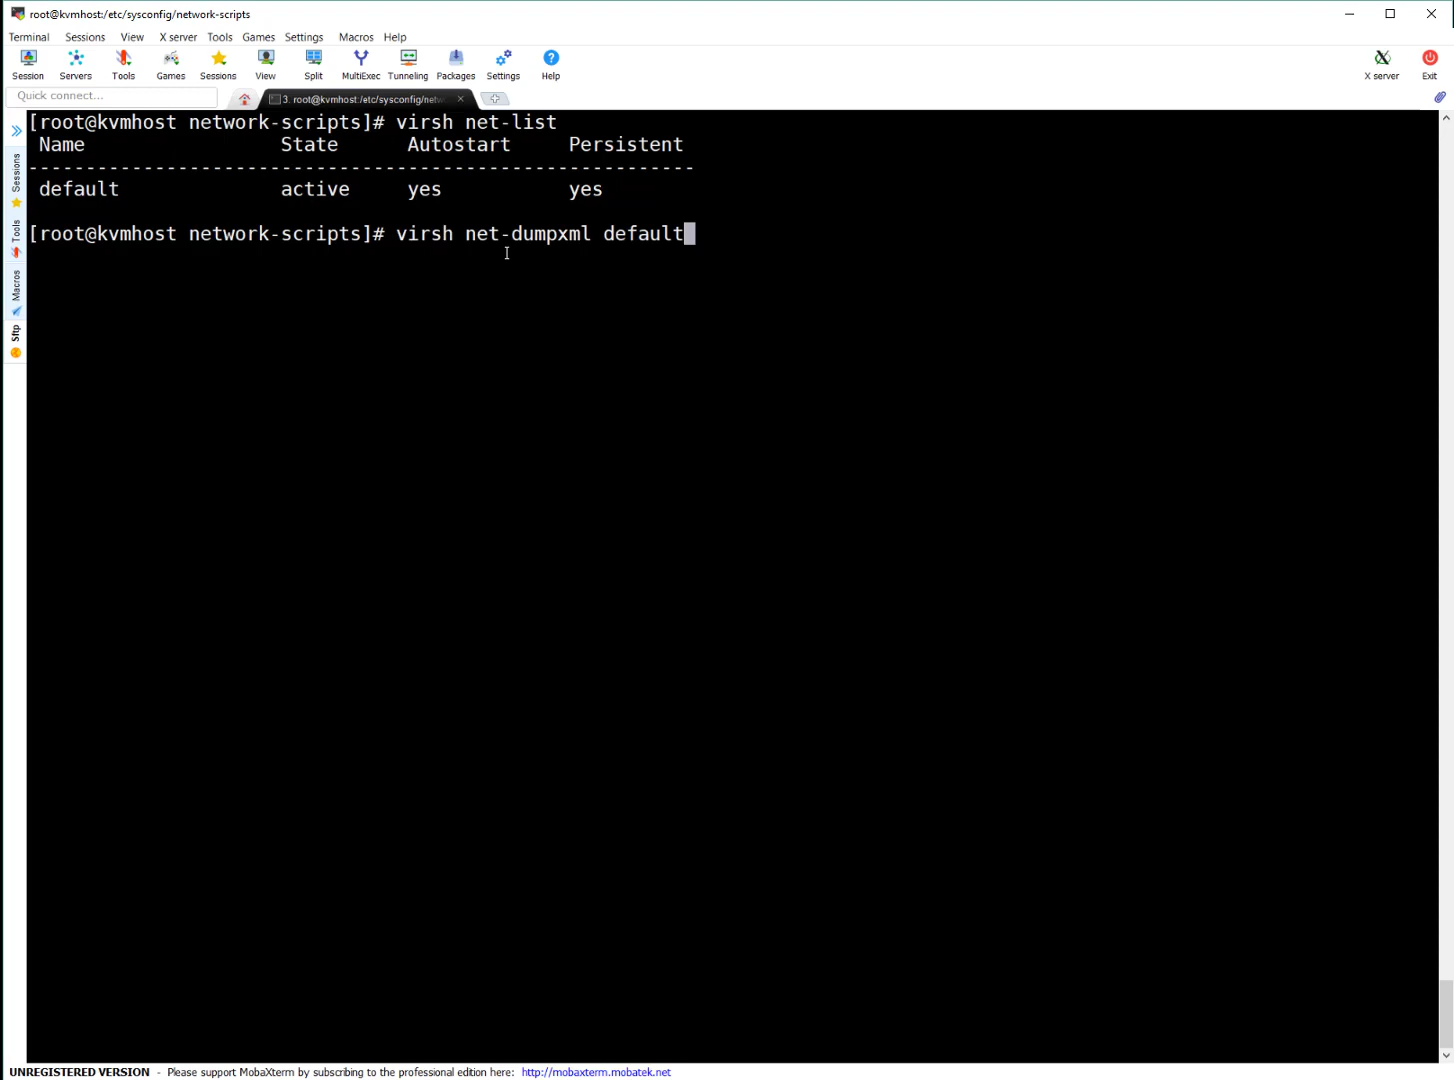 root@kvmhost:/etc/sysconfig/network-scripts
Terminal Sessions View X server Tools Games Settings Macros Help
Session Servers Tools Games Sessions View Split MultiExec Tunneling Packages Settings Help X server Exit
Quick connect...
3. root@kvmhost:/etc/sysconfig/netw
[root@kvmhost network-scripts]# virsh net-list
Name State Autostart Persistent
----------------------------------------------------------
default active yes yes
[root@kvmhost network-scripts]# virsh net-dumpxml default
Sessions
Tools
Macros
Sftp
UNREGISTERED VERSION - Please support MobaXterm by subscribing to the professional edition here: http://mobaxterm.mobatek.net